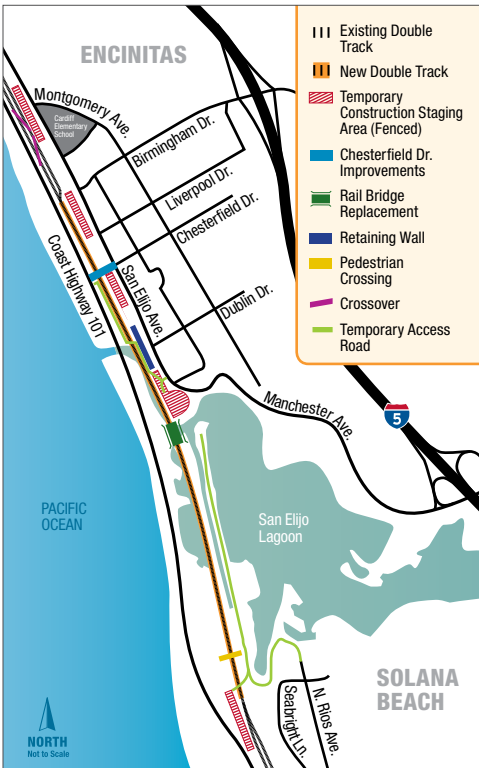 ENCINITAS
Montgomery Ave.
Cardiff
Elementary
School
Birmingham Dr.
Liverpool Dr.
Chesterfield Dr.
San Elijo Ave.
Coast Highway 101
Dublin Dr.
Manchester Ave.
5
PACIFIC
OCEAN
San Elijo
Lagoon
SOLANA
BEACH
Seabright Ln.
N. Rios Ave.
NORTH
Not to Scale
Existing Double
Track
New Double Track
Temporary
Construction Staging
Area (Fenced)
Chesterfield Dr.
Improvements
Rail Bridge
Replacement
Retaining Wall
Pedestrian
Crossing
Crossover
Temporary Access
Road